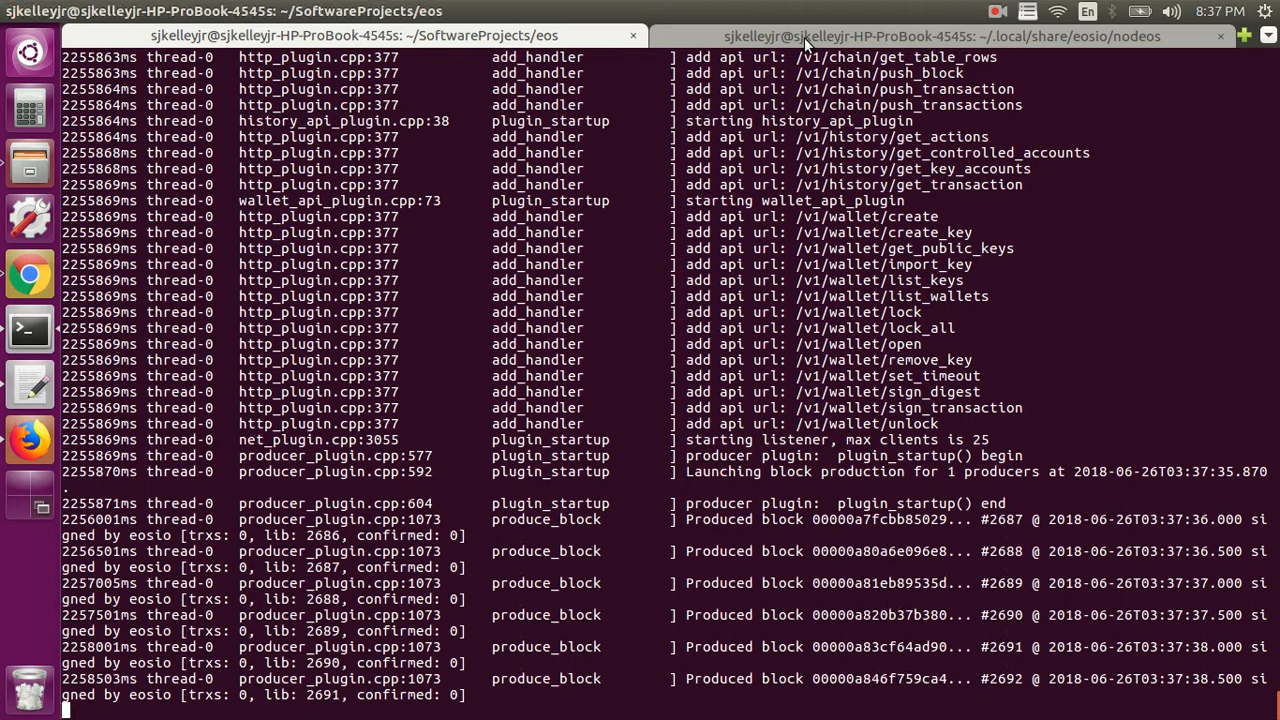 sjkelleyjr@sjkelleyjr-HP-ProBook-4545s: ~/SoftwareProjects/eos
En
8:37 PM
sjkelleyjr@sjkelleyjr-HP-ProBook-4545s: ~/SoftwareProjects/eos ×
sjkelleyjr@sjkelleyjr-HP-ProBook-4545s: ~/.local/share/eosio/nodeos ×
2255863ms thread-0 http_plugin.cpp:377 add_handler ] add api url: /v1/chain/get_table_rows
2255863ms thread-0 http_plugin.cpp:377 add_handler ] add api url: /v1/chain/push_block
2255864ms thread-0 http_plugin.cpp:377 add_handler ] add api url: /v1/chain/push_transaction
2255864ms thread-0 http_plugin.cpp:377 add_handler ] add api url: /v1/chain/push_transactions
2255864ms thread-0 history_api_plugin.cpp:38 plugin_startup ] starting history_api_plugin
2255864ms thread-0 http_plugin.cpp:377 add_handler ] add api url: /v1/history/get_actions
2255868ms thread-0 http_plugin.cpp:377 add_handler ] add api url: /v1/history/get_controlled_accounts
2255868ms thread-0 http_plugin.cpp:377 add_handler ] add api url: /v1/history/get_key_accounts
2255869ms thread-0 http_plugin.cpp:377 add_handler ] add api url: /v1/history/get_transaction
2255869ms thread-0 wallet_api_plugin.cpp:73 plugin_startup ] starting wallet_api_plugin
2255869ms thread-0 http_plugin.cpp:377 add_handler ] add api url: /v1/wallet/create
2255869ms thread-0 http_plugin.cpp:377 add_handler ] add api url: /v1/wallet/create_key
2255869ms thread-0 http_plugin.cpp:377 add_handler ] add api url: /v1/wallet/get_public_keys
2255869ms thread-0 http_plugin.cpp:377 add_handler ] add api url: /v1/wallet/import_key
2255869ms thread-0 http_plugin.cpp:377 add_handler ] add api url: /v1/wallet/list_keys
2255869ms thread-0 http_plugin.cpp:377 add_handler ] add api url: /v1/wallet/list_wallets
2255869ms thread-0 http_plugin.cpp:377 add_handler ] add api url: /v1/wallet/lock
2255869ms thread-0 http_plugin.cpp:377 add_handler ] add api url: /v1/wallet/lock_all
2255869ms thread-0 http_plugin.cpp:377 add_handler ] add api url: /v1/wallet/open
2255869ms thread-0 http_plugin.cpp:377 add_handler ] add api url: /v1/wallet/remove_key
2255869ms thread-0 http_plugin.cpp:377 add_handler ] add api url: /v1/wallet/set_timeout
2255869ms thread-0 http_plugin.cpp:377 add_handler ] add api url: /v1/wallet/sign_digest
2255869ms thread-0 http_plugin.cpp:377 add_handler ] add api url: /v1/wallet/sign_transaction
2255869ms thread-0 http_plugin.cpp:377 add_handler ] add api url: /v1/wallet/unlock
2255869ms thread-0 net_plugin.cpp:3055 plugin_startup ] starting listener, max clients is 25
2255869ms thread-0 producer_plugin.cpp:577 plugin_startup ] producer plugin: plugin_startup() begin
2255870ms thread-0 producer_plugin.cpp:592 plugin_startup ] Launching block production for 1 producers at 2018-06-26T03:37:35.870
.
2255871ms thread-0 producer_plugin.cpp:604 plugin_startup ] producer plugin: plugin_startup() end
2256001ms thread-0 producer_plugin.cpp:1073 produce_block ] Produced block 00000a7fcbb85029... #2687 @ 2018-06-26T03:37:36.000 si
gned by eosio [trxs: 0, lib: 2686, confirmed: 0]
2256501ms thread-0 producer_plugin.cpp:1073 produce_block ] Produced block 00000a80a6e096e8... #2688 @ 2018-06-26T03:37:36.500 si
gned by eosio [trxs: 0, lib: 2687, confirmed: 0]
2257005ms thread-0 producer_plugin.cpp:1073 produce_block ] Produced block 00000a81eb89535d... #2689 @ 2018-06-26T03:37:37.000 si
gned by eosio [trxs: 0, lib: 2688, confirmed: 0]
2257501ms thread-0 producer_plugin.cpp:1073 produce_block ] Produced block 00000a820b37b380... #2690 @ 2018-06-26T03:37:37.500 si
gned by eosio [trxs: 0, lib: 2689, confirmed: 0]
2258001ms thread-0 producer_plugin.cpp:1073 produce_block ] Produced block 00000a83cf64ad90... #2691 @ 2018-06-26T03:37:38.000 si
gned by eosio [trxs: 0, lib: 2690, confirmed: 0]
2258503ms thread-0 producer_plugin.cpp:1073 produce_block ] Produced block 00000a846f759ca4... #2692 @ 2018-06-26T03:37:38.500 si
gned by eosio [trxs: 0, lib: 2691, confirmed: 0]